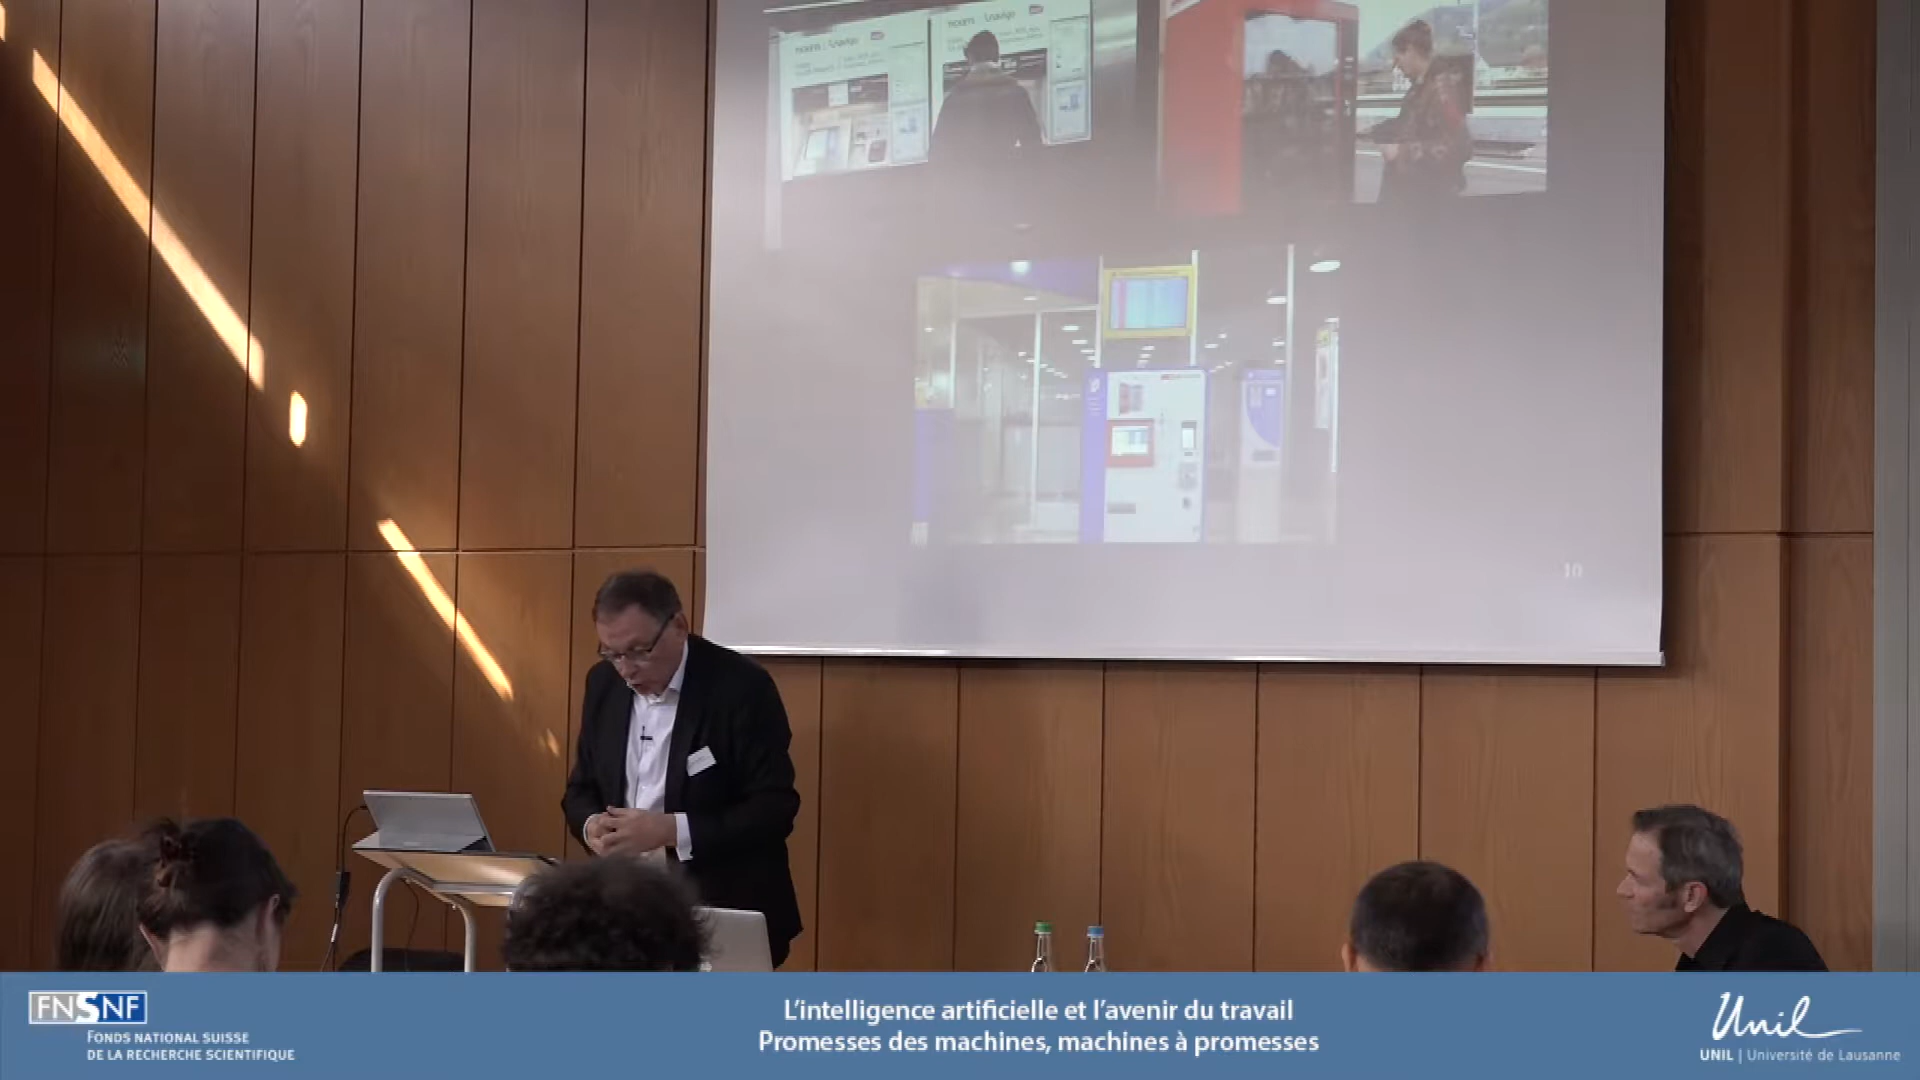 10
FNSNF
FONDS NATIONAL SUISSE
DE LA RECHERCHE SCIENTIFIQUE
L’intelligence artificielle et l’avenir du travail
Promesses des machines, machines à promesses
Unil
UNIL | Université de Lausanne